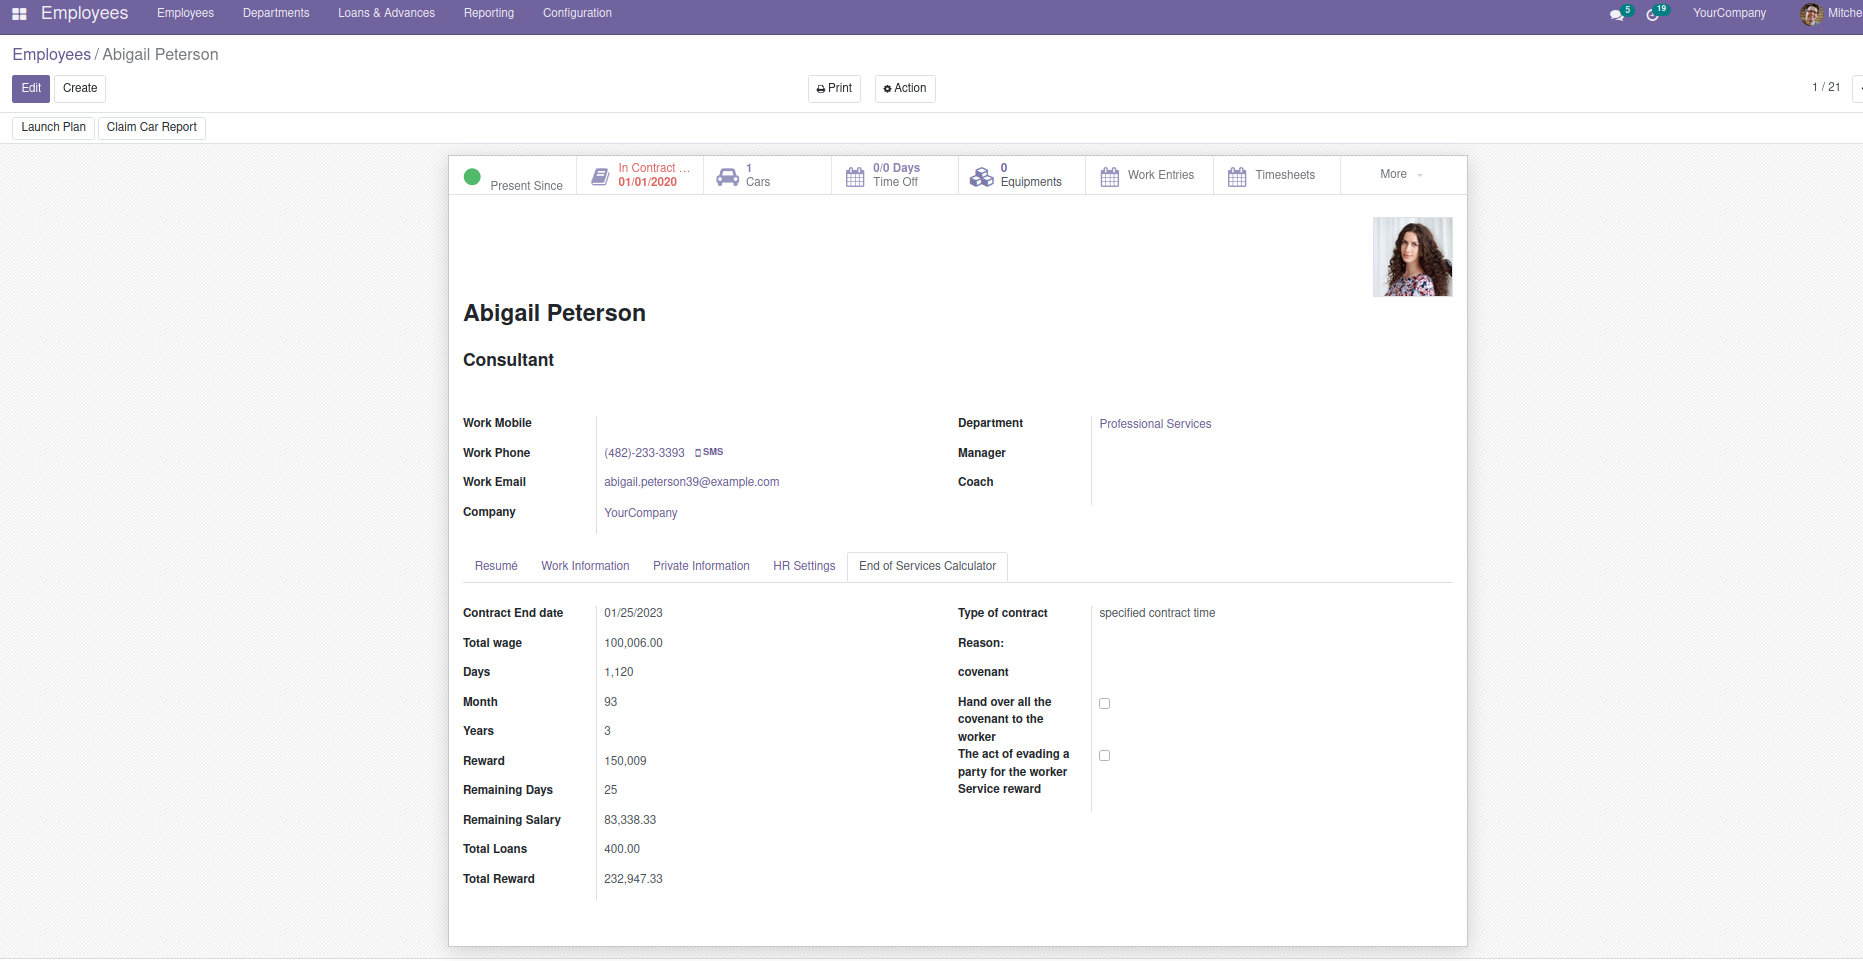 Employees Employees Departments Loans & Advances Reporting Configuration 5 19 YourCompany Mitche
Employees / Abigail Peterson
Edit Create Print Action 1 / 21
Launch Plan Claim Car Report
Present Since
In Contract ...
01/01/2020
1
Cars
0/0 Days
Time Off
0
Equipments
Work Entries
Timesheets
More
Abigail Peterson
Consultant
Work Mobile
Work Phone (482)-233-3393 SMS
Work Email abigail.peterson39@example.com
Company YourCompany
Department Professional Services
Manager
Coach
Resumé Work Information Private Information HR Settings End of Services Calculator
Contract End date 01/25/2023
Total wage 100,006.00
Days 1,120
Month 93
Years 3
Reward 150,009
Remaining Days 25
Remaining Salary 83,338.33
Total Loans 400.00
Total Reward 232,947.33
Type of contract specified contract time
Reason:
covenant
Hand over all the
covenant to the
worker
The act of evading a
party for the worker
Service reward